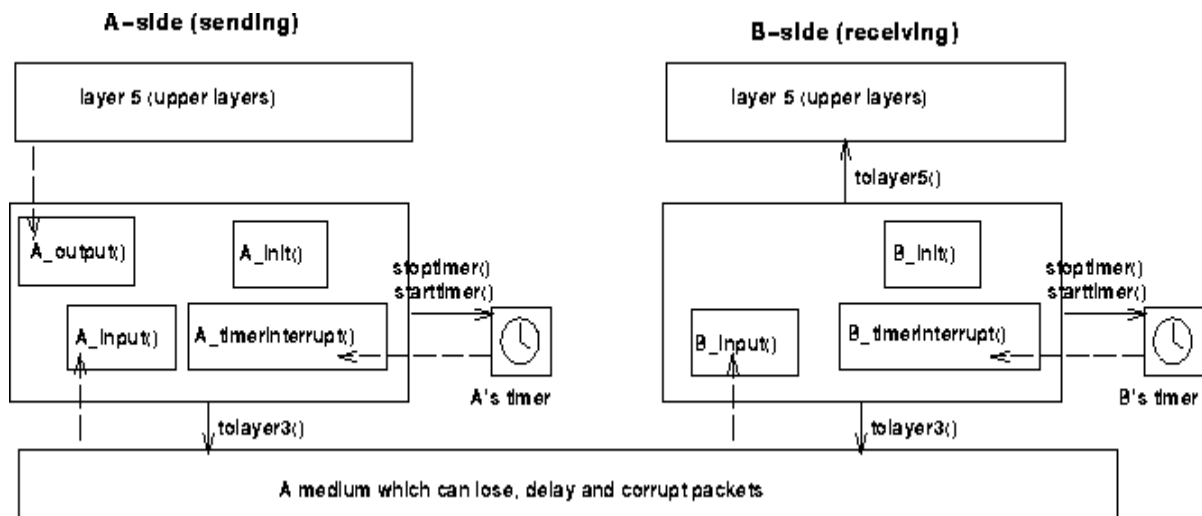 A-side (sending)
B-side (receiving)
layer 5 (upper layers)
layer 5 (upper layers)
tolayer5()
A_output()
A_init()
B_init()
stoptimer()
starttimer()
stoptimer()
starttimer()
A_input()
A_timerinterrupt()
B_input()
B_timerinterrupt()
A's timer
B's timer
tolayer3()
tolayer3()
A medium which can lose, delay and corrupt packets